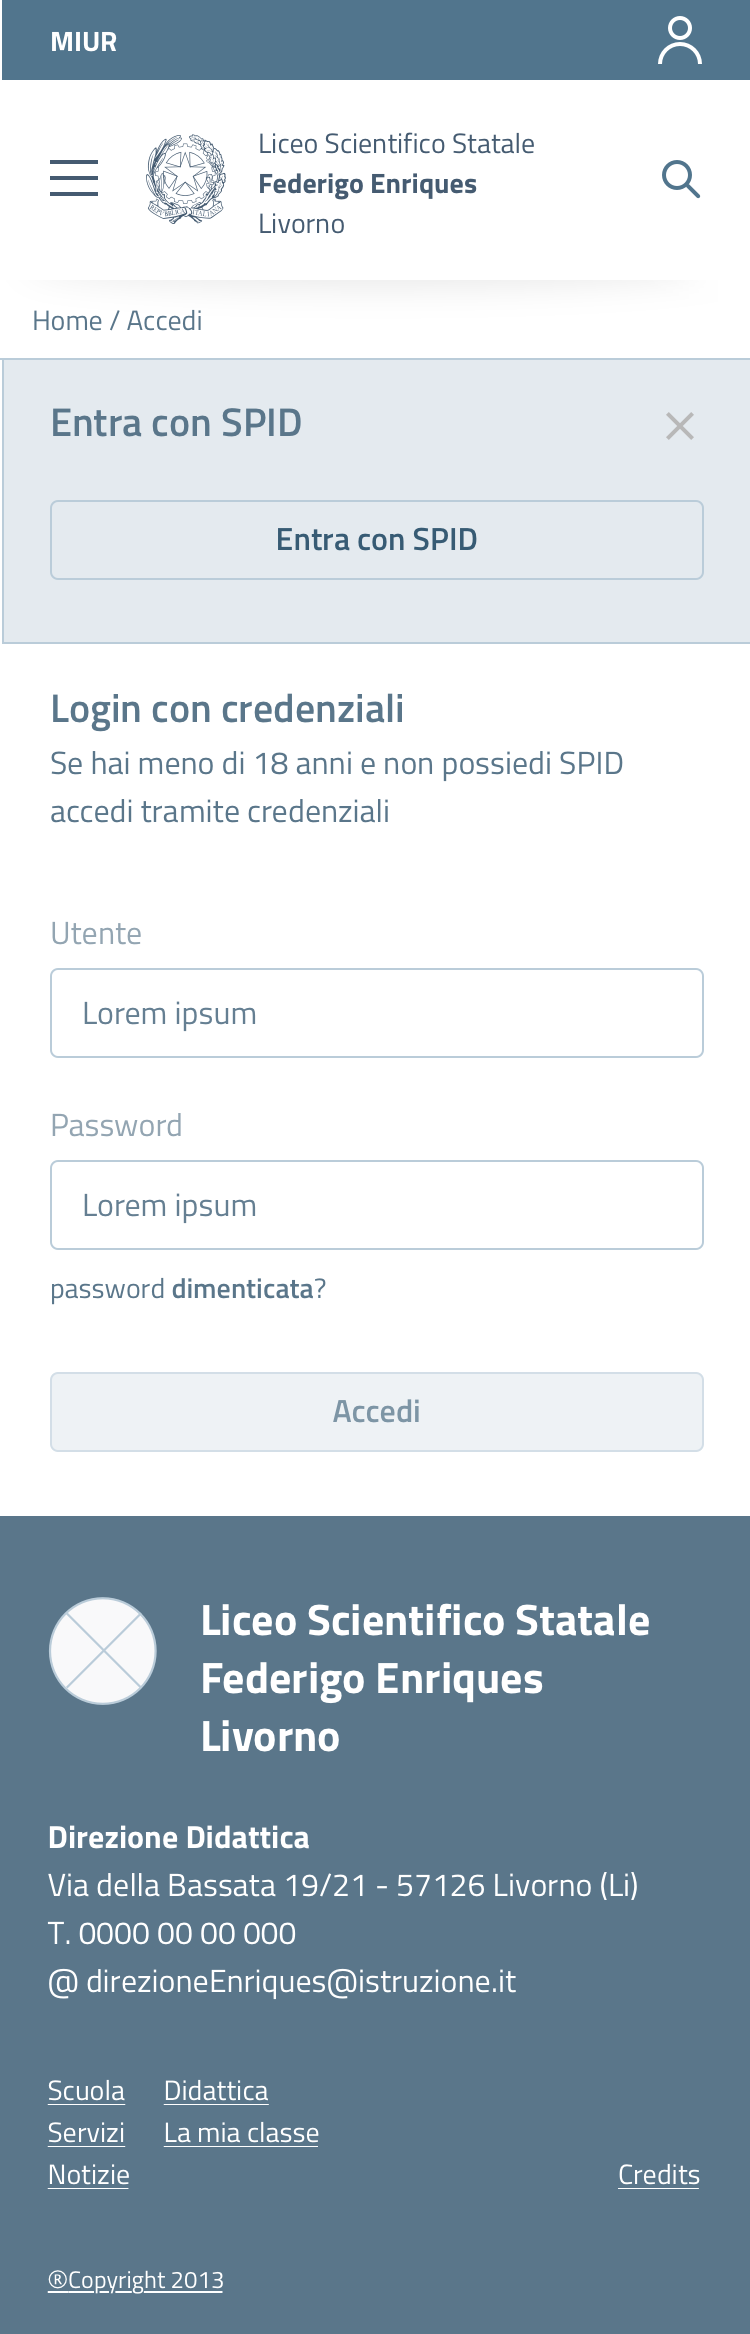 MIUR
Liceo Scientifico Statale
Federigo Enriques
Livorno
REPVBBLICA ITALIANA
Home / Accedi
Entra con SPID
Entra con SPID
Login con credenziali
Se hai meno di 18 anni e non possiedi SPID
accedi tramite credenziali
Utente
Lorem ipsum
Password
Lorem ipsum
password dimenticata?
Accedi
Liceo Scientifico Statale
Federigo Enriques
Livorno
Direzione Didattica
Via della Bassata 19/21 - 57126 Livorno (Li)
T. 0000 00 00 000
@ direzioneEnriques@istruzione.it
Scuola Didattica
Servizi La mia classe
Notizie Credits
®Copyright 2013